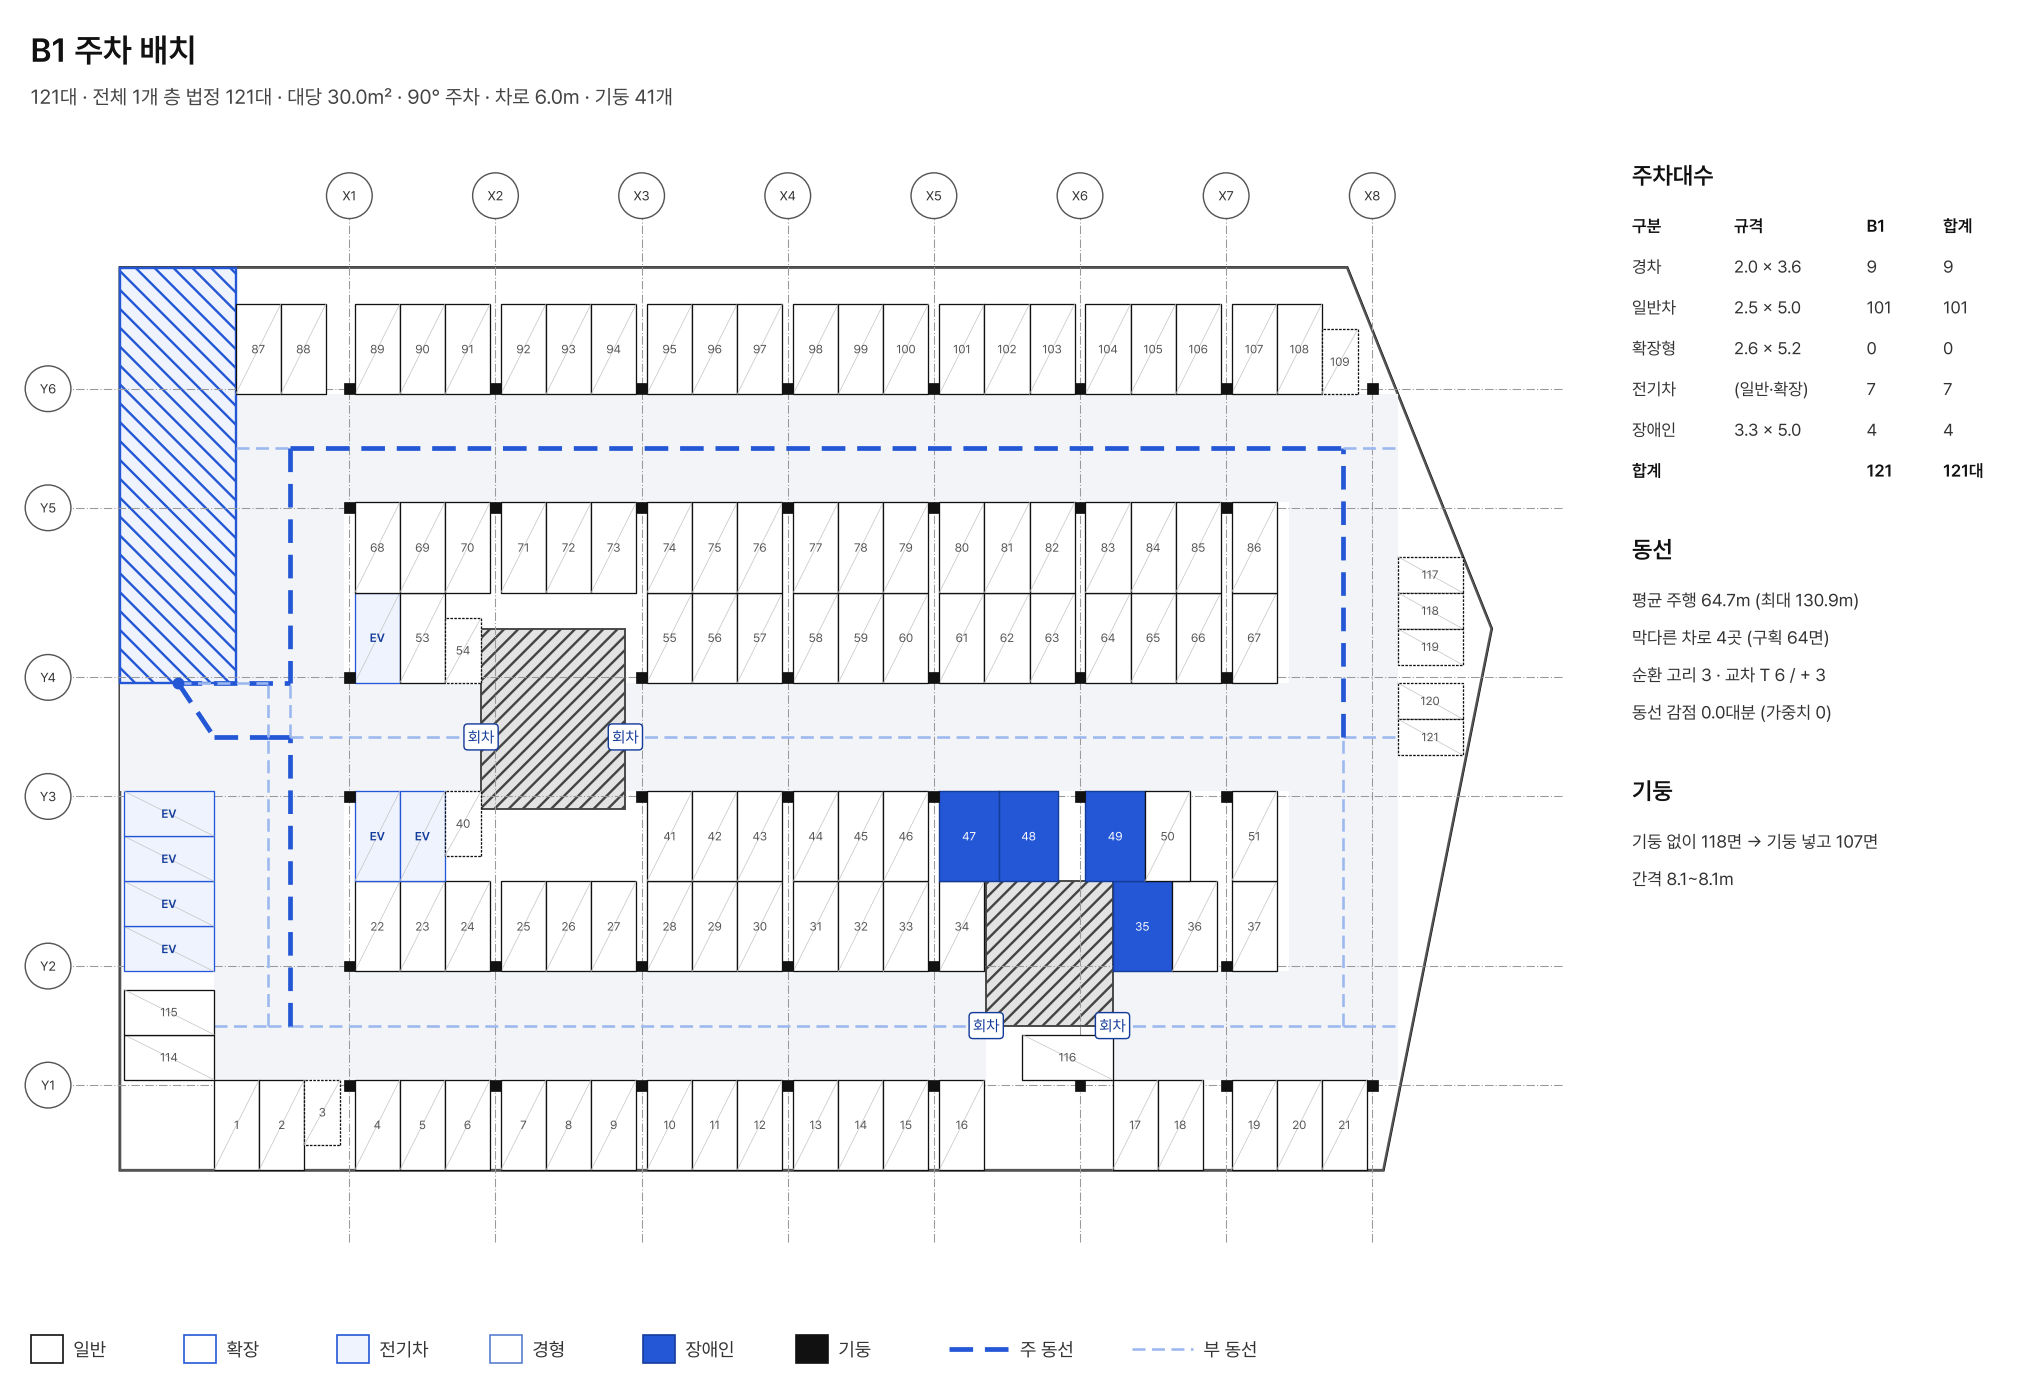 B1 주차 배치
121대 · 전체 1개 층 법정 121대 · 대당 30.0m² · 90° 주차 · 차로 6.0m · 기둥 41개
X1 X2 X3 X4 X5 X6 X7 X8
87 88 89 90 91 92 93 94 95 96 97 98 99 100 101 102 103 104 105 106 107 108 109
Y6
Y5
68 69 70 71 72 73 74 75 76 77 78 79 80 81 82 83 84 85 86
117
118
119
EV 53 54 55 56 57 58 59 60 61 62 63 64 65 66 67
Y4
120
121
회차 회차
Y3
EV
EV
EV
EV
EV EV 40 41 42 43 44 45 46 47 48 49 50 51
22 23 24 25 26 27 28 29 30 31 32 33 34 35 36 37
Y2
115
114
회차 회차
116
Y1
1 2 3 4 5 6 7 8 9 10 11 12 13 14 15 16 17 18 19 20 21
주차대수
구분 규격 B1 합계
경차 2.0 × 3.6 9 9
일반차 2.5 × 5.0 101 101
확장형 2.6 × 5.2 0 0
전기차 (일반·확장) 7 7
장애인 3.3 × 5.0 4 4
합계 121 121대
동선
평균 주행 64.7m (최대 130.9m)
막다른 차로 4곳 (구획 64면)
순환 고리 3 · 교차 T 6 / + 3
동선 감점 0.0대분 (가중치 0)
기둥
기둥 없이 118면 → 기둥 넣고 107면
간격 8.1~8.1m
일반 확장 전기차 경형 장애인 기둥 주 동선 부 동선